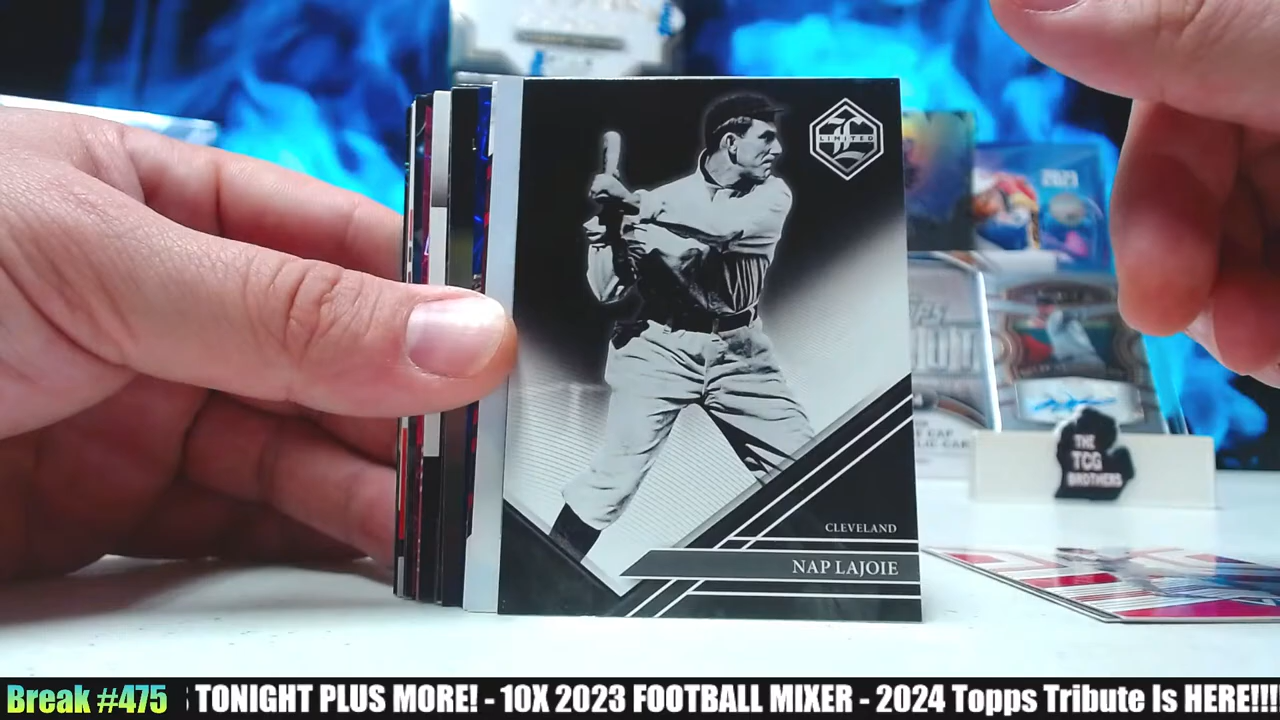 LIMITED
CLEVELAND
NAP LAJOIE
2023
THE
TCG
BROTHERS
Break #475
TONIGHT PLUS MORE! - 10X 2023 FOOTBALL MIXER - 2024 Topps Tribute Is HERE!!!